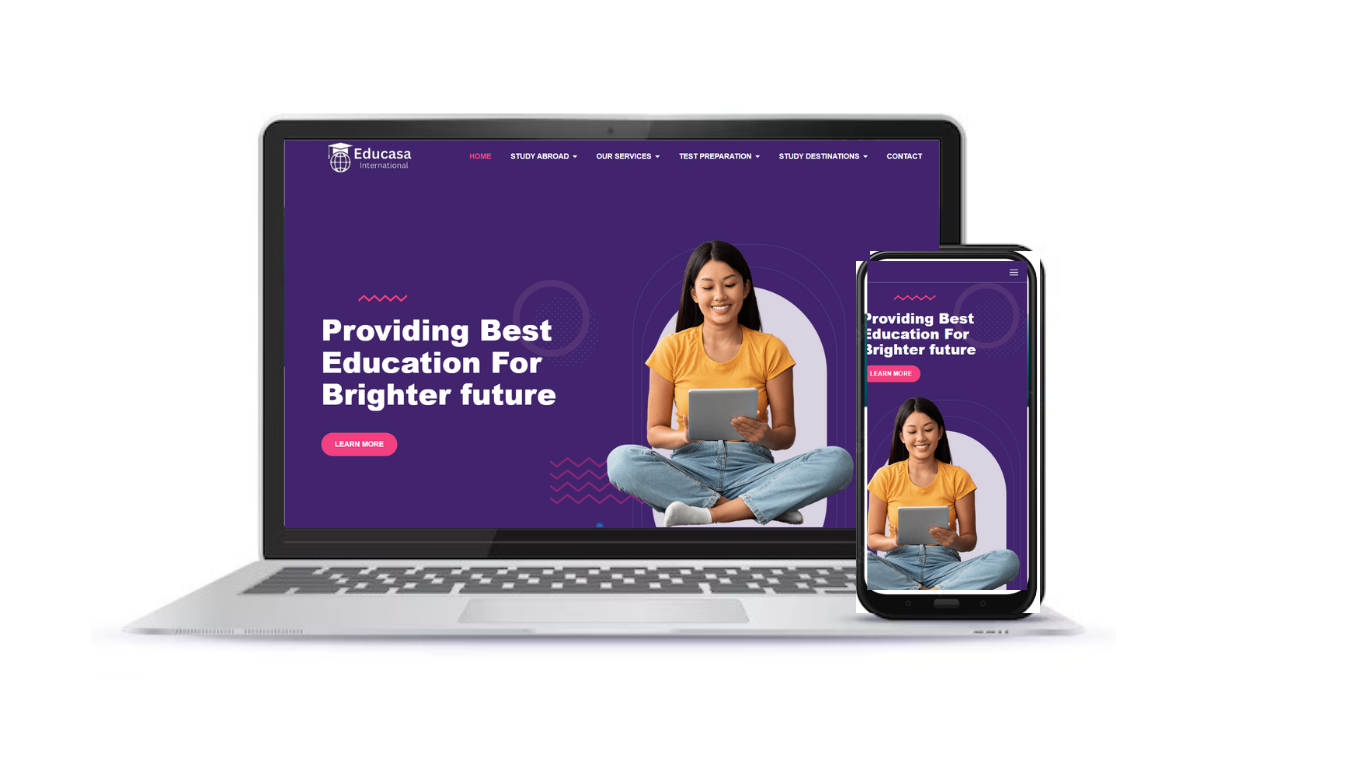 Educasa
International
HOME STUDY ABROAD OUR SERVICES TEST PREPARATION STUDY DESTINATIONS CONTACT
Providing Best
Education For
Brighter future
LEARN MORE
Providing Best
Education For
Brighter future
LEARN MORE